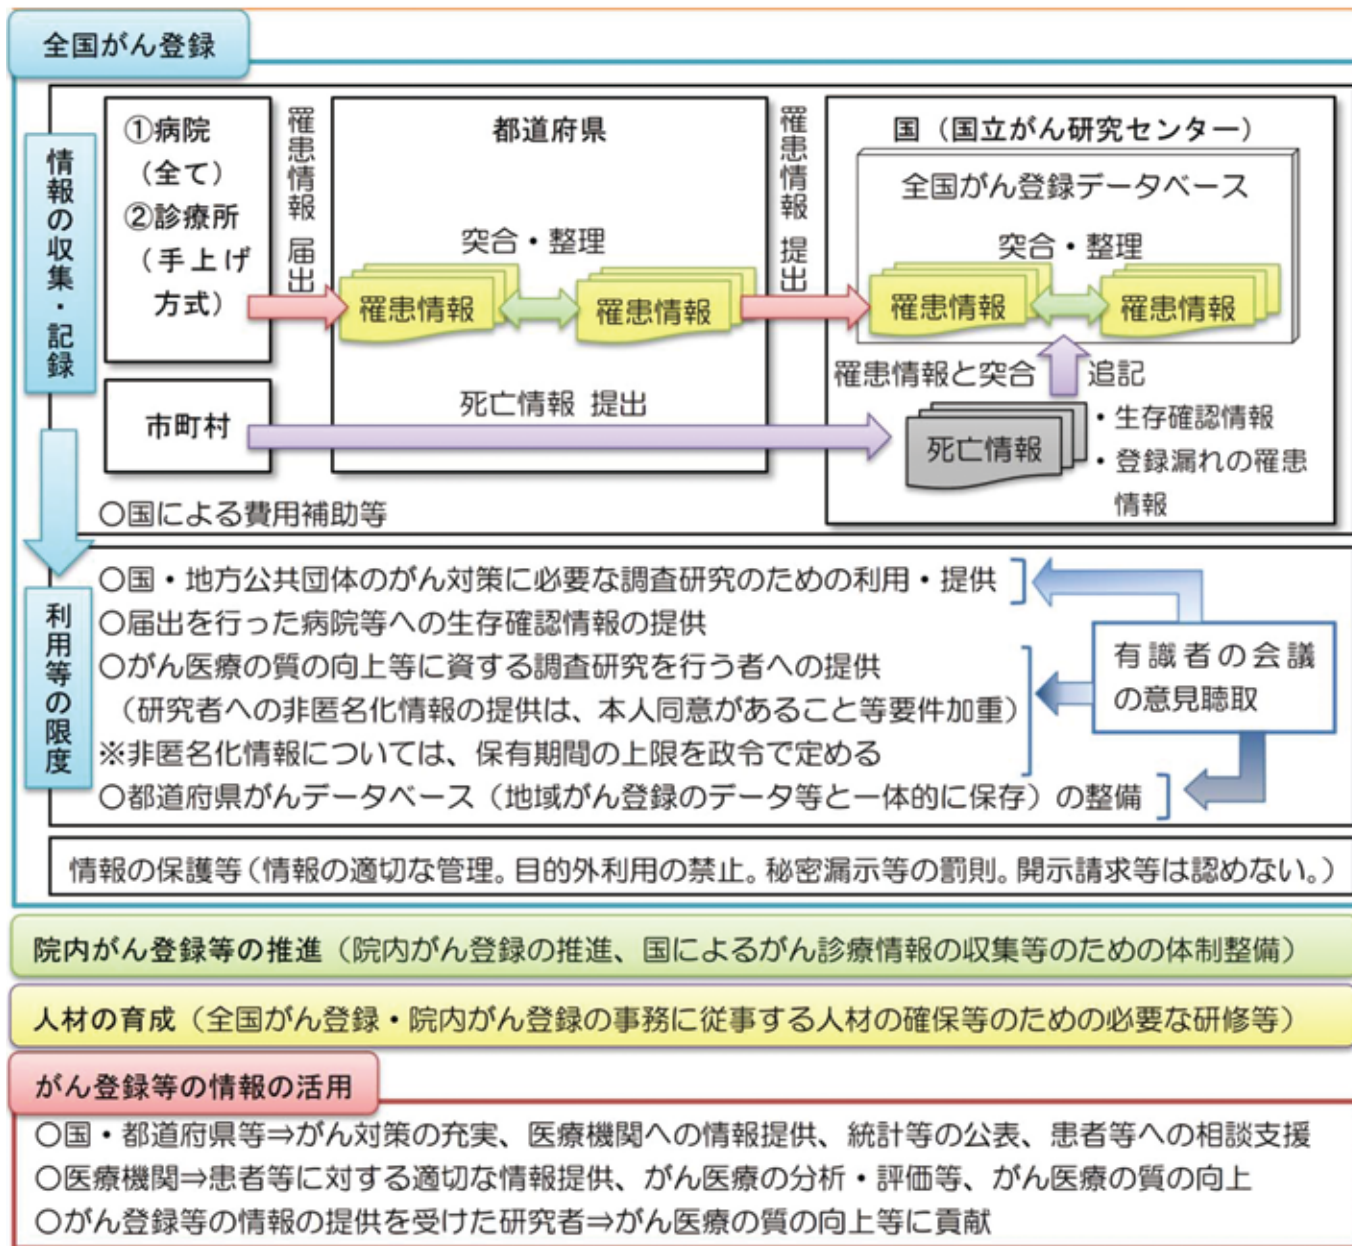 全国がん登録
情報の収集・記録
①病院
（全て）
②診療所
（手上げ
方式）
罹患情報 届出
都道府県
突合・整理
罹患情報
罹患情報
罹患情報 提出
国（国立がん研究センター）
全国がん登録データベース
突合・整理
罹患情報
罹患情報
罹患情報と突合
追記
市町村
死亡情報 提出
死亡情報
・生存確認情報
・登録漏れの罹患
情報
○国による費用補助等
利用等の限度
○国・地方公共団体のがん対策に必要な調査研究のための利用・提供
○届出を行った病院等への生存確認情報の提供
○がん医療の質の向上等に資する調査研究を行う者への提供
（研究者への非匿名化情報の提供は、本人同意があること等要件加重）
※非匿名化情報については、保有期間の上限を政令で定める
○都道府県がんデータベース（地域がん登録のデータ等と一体的に保存）の整備
有識者の会議
の意見聴取
情報の保護等（情報の適切な管理。目的外利用の禁止。秘密漏示等の罰則。開示請求等は認めない。）
院内がん登録等の推進（院内がん登録の推進、国によるがん診療情報の収集等のための体制整備）
人材の育成（全国がん登録・院内がん登録の事務に従事する人材の確保等のための必要な研修等）
がん登録等の情報の活用
○国・都道府県等⇒がん対策の充実、医療機関への情報提供、統計等の公表、患者等への相談支援
○医療機関⇒患者等に対する適切な情報提供、がん医療の分析・評価等、がん医療の質の向上
○がん登録等の情報の提供を受けた研究者⇒がん医療の質の向上等に貢献